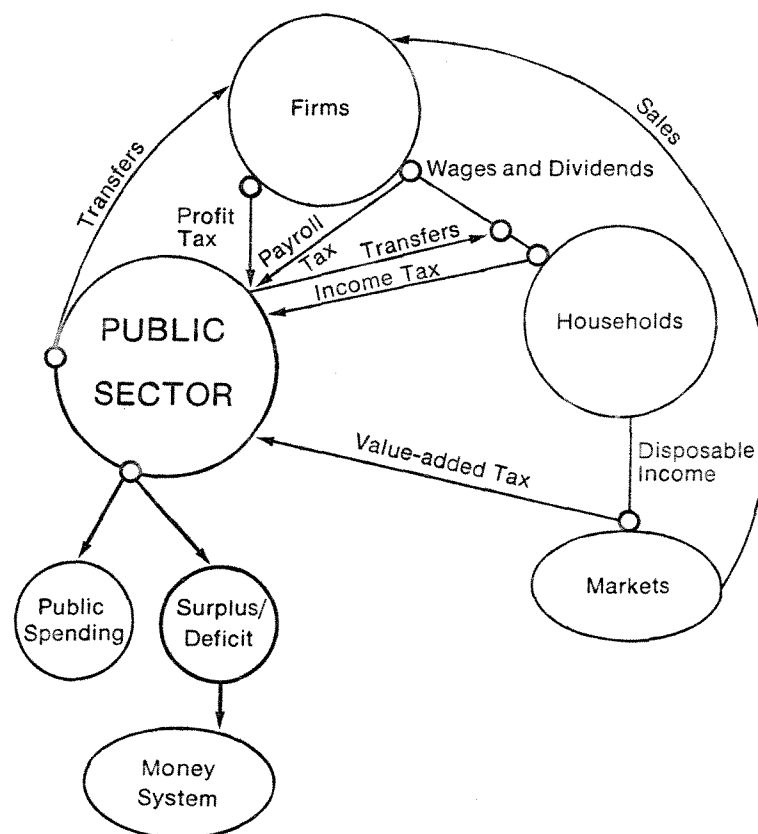 Firms
Sales
Transfers
Wages and Dividends
Profit
Tax
Payroll
Tax
Transfers
Income Tax
PUBLIC
SECTOR
Households
Value-added Tax
Disposable
Income
Markets
Public
Spending
Surplus/
Deficit
Money
System